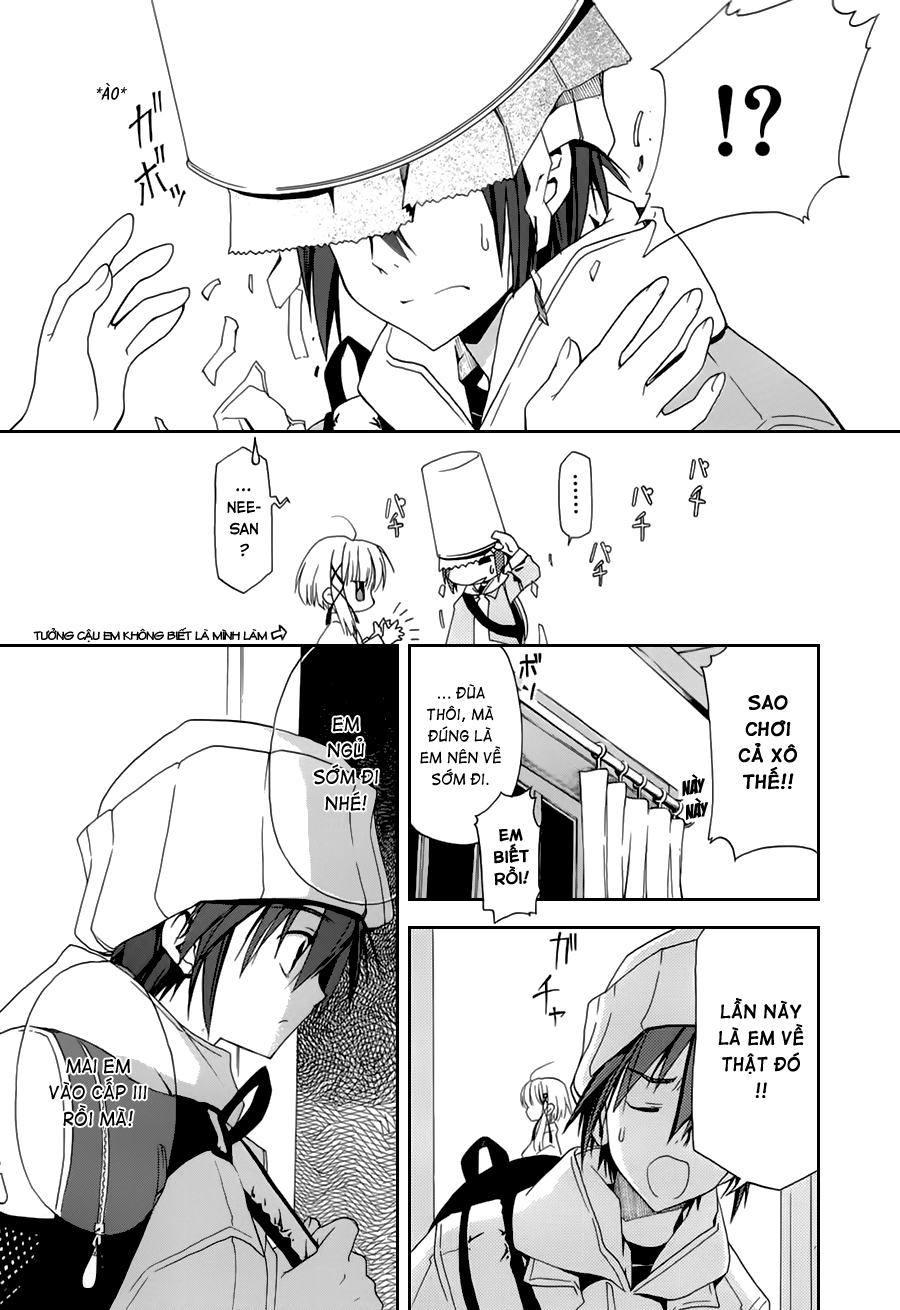 !?
*ÀO*
ガ
ボ
ッ
パ
チ
パ
チ
パ
チ
......
パ
チ
...
NEE-
SAN
?
TƯỞNG CẬU EM KHÔNG BIẾT LÀ MÌNH LÀM
SAO
CHƠI
CẢ XÔ
THẾ!!
NÀY
NÀY
ボ
ソ
... ĐÙA
THÔI, MÀ
ĐÚNG LÀ
EM NÊN VỀ
SỚM ĐI.
EM
BIẾT
RỒI!
LẦN NÀY
LÀ EM VỀ
THẬT ĐÓ
!!
ガ
チャ
EM
NGỦ
SỚM ĐI
NHÉ!
MAI EM
VÀO CẤP III
RỒI MÀ!